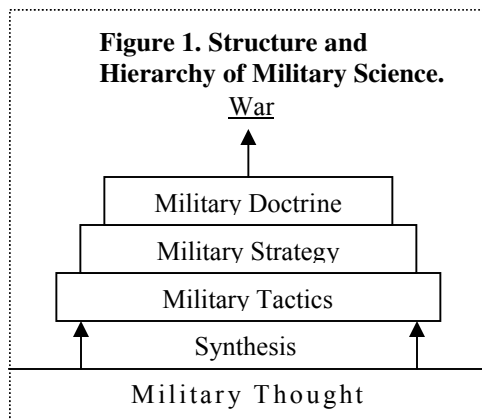 Figure 1. Structure and
Hierarchy of Military Science.
War
Military Doctrine
Military Strategy
Military Tactics
Synthesis
Military Thought